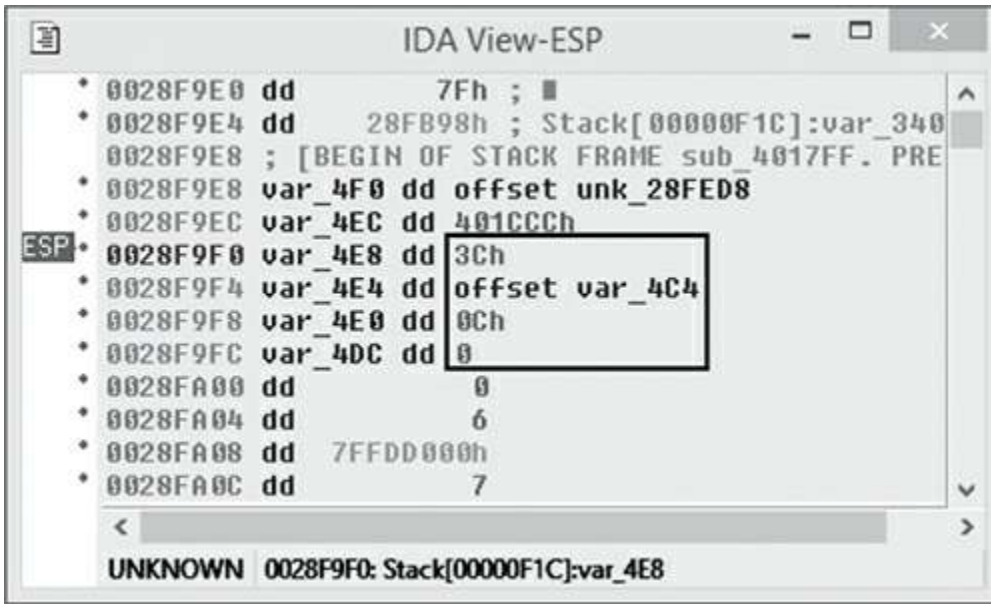 IDA View-ESP
0028F9E0 dd 7Fh ;
0028F9E4 dd 28FB98h ; Stack[00000F1C]:var_340
0028F9E8 ; [BEGIN OF STACK FRAME sub_4017FF. PRE
0028F9E8 var_4F0 dd offset unk_28FED8
0028F9EC var_4EC dd 401CCCh
ESP 0028F9F0 var_4E8 dd 3Ch
0028F9F4 var_4E4 dd offset var_4C4
0028F9F8 var_4E0 dd 0Ch
0028F9FC var_4DC dd 0
0028FA00 dd 0
0028FA04 dd 6
0028FA08 dd 7FFDD000h
0028FA0C dd 7
UNKNOWN 0028F9F0: Stack[00000F1C]:var_4E8